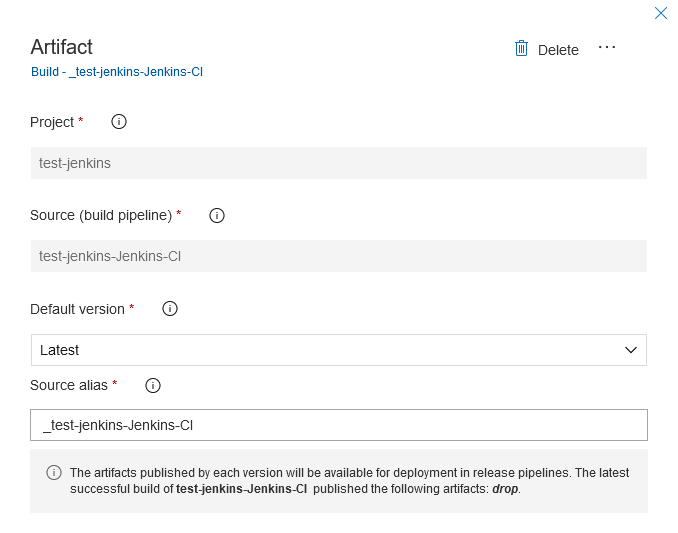 Artifact
Delete ...
Build - _test-jenkins-Jenkins-CI
Project *
test-jenkins
Source (build pipeline) *
test-jenkins-Jenkins-CI
Default version *
Latest
Source alias *
_test-jenkins-Jenkins-CI
The artifacts published by each version will be available for deployment in release pipelines. The latest
successful build of test-jenkins-Jenkins-CI published the following artifacts: drop.